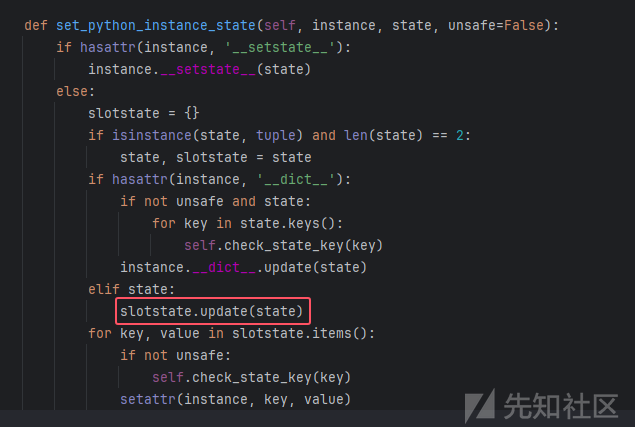 def set_python_instance_state(self, instance, state, unsafe=False):
    if hasattr(instance, '__setstate__'):
        instance.__setstate__(state)
    else:
        slotstate = {}
        if isinstance(state, tuple) and len(state) == 2:
            state, slotstate = state
        if hasattr(instance, '__dict__'):
            if not unsafe and state:
                for key in state.keys():
                    self.check_state_key(key)
            instance.__dict__.update(state)
        elif state:
            slotstate.update(state)
        for key, value in slotstate.items():
            if not unsafe:
                self.check_state_key(key)
            setattr(instance, key, value)
先知社区